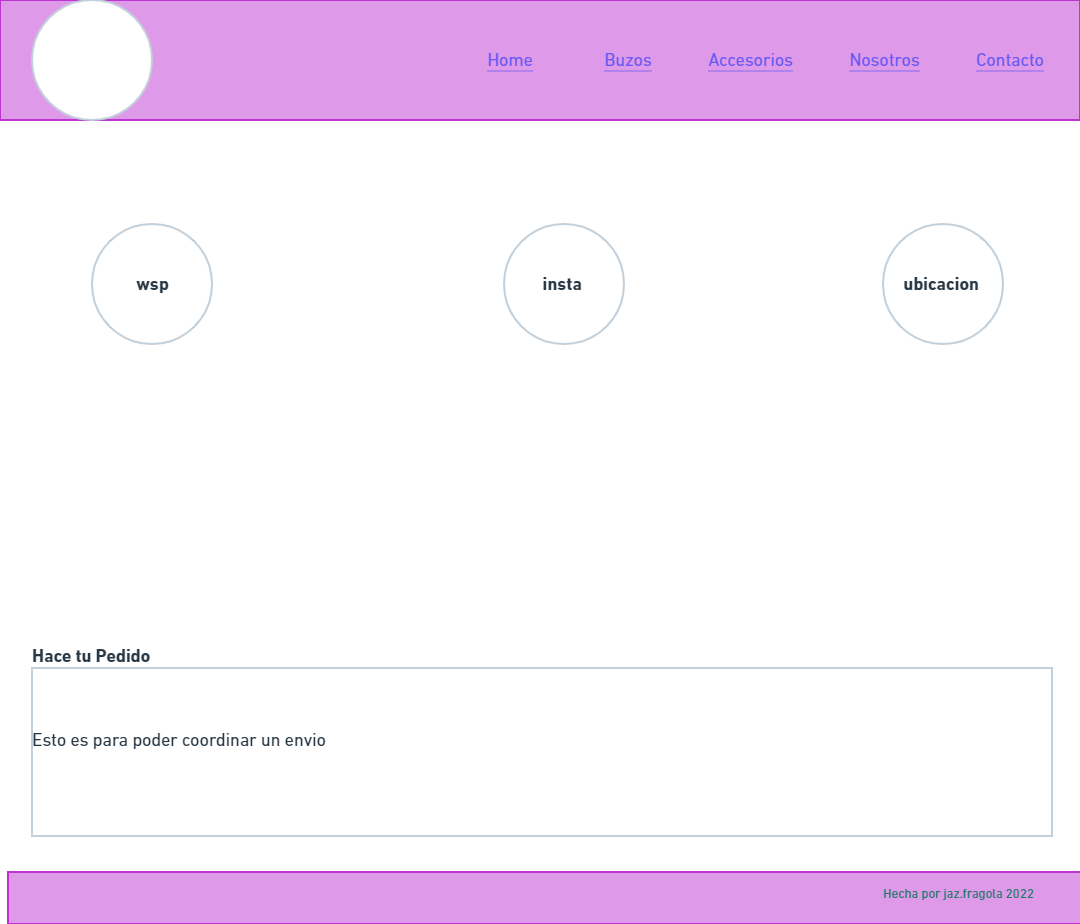 Home
Buzos
Accesorios
Nosotros
Contacto
wsp
insta
ubicacion
Hace tu Pedido
Esto es para poder coordinar un envio
Hecha por jaz.fragola 2022